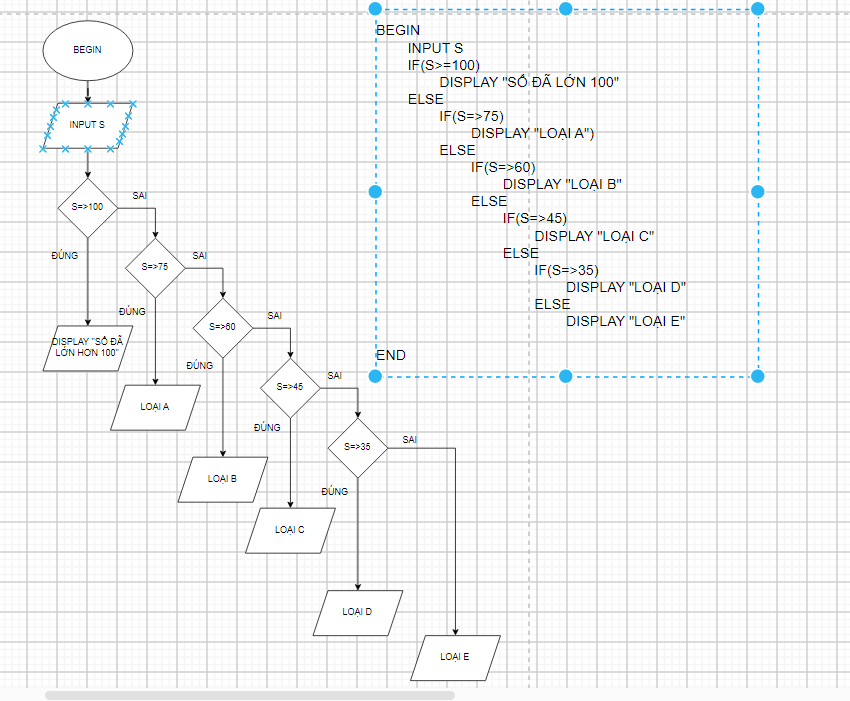 BEGIN
INPUT S
S=>100
SAI
ĐÚNG
DISPLAY "SỐ ĐÃ
LỚN HƠN 100"
S=>75
SAI
ĐÚNG
LOẠI A
S=>60
SAI
ĐÚNG
LOẠI B
S=>45
SAI
ĐÚNG
LOẠI C
S=>35
SAI
ĐÚNG
LOẠI D
LOẠI E
BEGIN
INPUT S
IF(S>=100)
DISPLAY "SỐ ĐÃ LỚN 100"
ELSE
IF(S=>75)
DISPLAY "LOẠI A")
ELSE
IF(S=>60)
DISPLAY "LOẠI B"
ELSE
IF(S=>45)
DISPLAY "LOẠI C"
ELSE
IF(S=>35)
DISPLAY "LOẠI D"
ELSE
DISPLAY "LOẠI E"
END